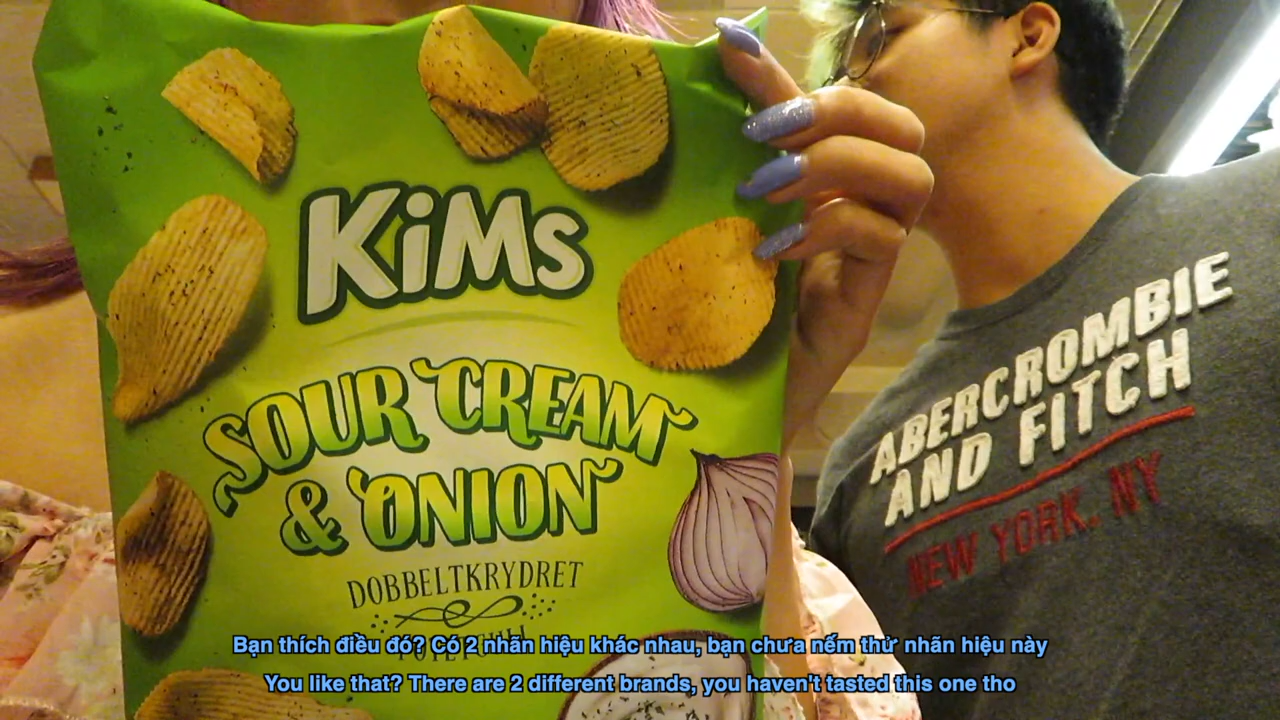 KiMs
SOUR CREAM
& ONION
DOBBELTKRYDRET
ABERCROMBIE
AND FITCH
NEW YORK, NY
Bạn thích điều đó? Có 2 nhãn hiệu khác nhau, bạn chưa nếm thử nhãn hiệu này
You like that? There are 2 different brands, you haven't tasted this one tho